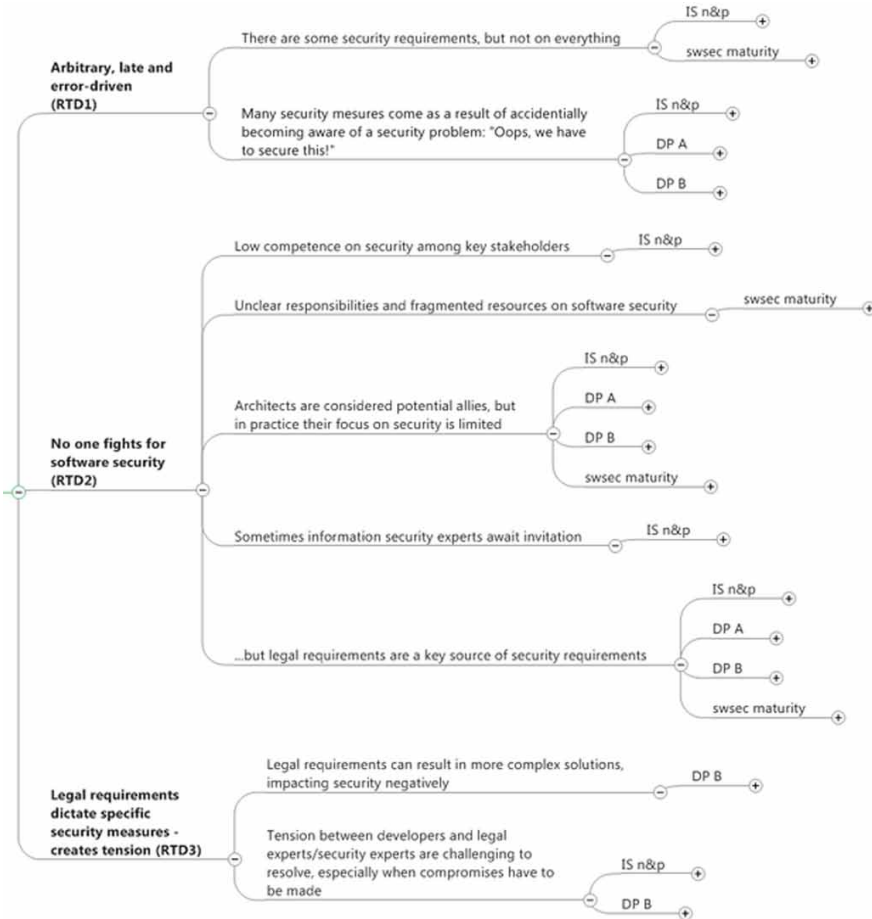 Arbitrary, late and
error-driven
(RTD1)
There are some security requirements, but not on everything
IS n&p
swsec maturity
Many security mesures come as a result of accidentially
becoming aware of a security problem: "Oops, we have
to secure this!"
IS n&p
DP A
DP B
No one fights for
software security
(RTD2)
Low competence on security among key stakeholders
IS n&p
Unclear responsibilities and fragmented resources on software security
swsec maturity
Architects are considered potential allies, but
in practice their focus on security is limited
IS n&p
DP A
DP B
swsec maturity
Sometimes information security experts await invitation
IS n&p
...but legal requirements are a key source of security requirements
IS n&p
DP A
DP B
swsec maturity
Legal requirements
dictate specific
security measures -
creates tension (RTD3)
Legal requirements can result in more complex solutions,
impacting security negatively
DP B
Tension between developers and legal
experts/security experts are challenging to
resolve, especially when compromises have to
be made
IS n&p
DP B